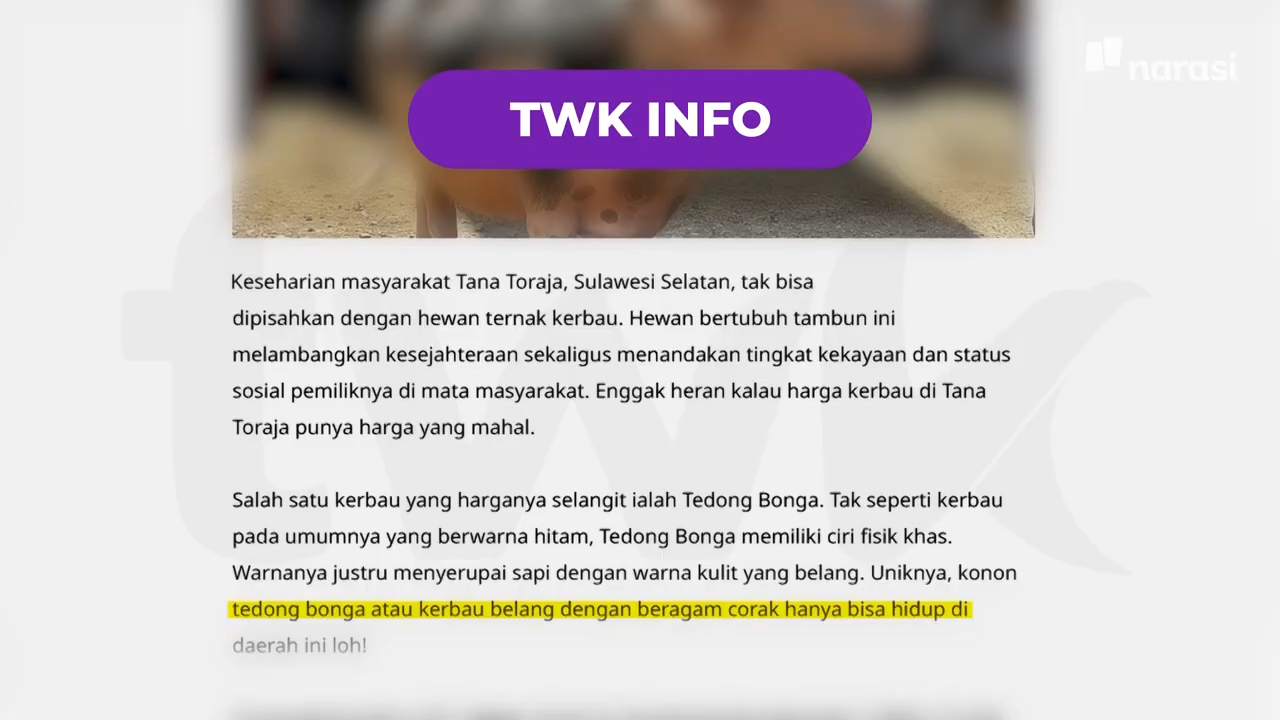 narasi
TWK INFO
Keseharian masyarakat Tana Toraja, Sulawesi Selatan, tak bisa
dipisahkan dengan hewan ternak kerbau. Hewan bertubuh tambun ini
melambangkan kesejahteraan sekaligus menandakan tingkat kekayaan dan status
sosial pemiliknya di mata masyarakat. Enggak heran kalau harga kerbau di Tana
Toraja punya harga yang mahal.
Salah satu kerbau yang harganya selangit ialah Tedong Bonga. Tak seperti kerbau
pada umumnya yang berwarna hitam, Tedong Bonga memiliki ciri fisik khas.
Warnanya justru menyerupai sapi dengan warna kulit yang belang. Uniknya, konon
tedong bonga atau kerbau belang dengan beragam corak hanya bisa hidup di
daerah ini loh!
twk